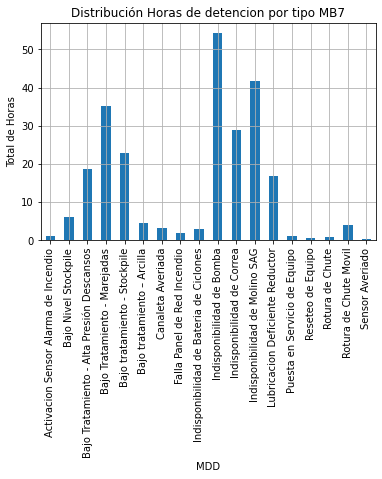 Distribución Horas de detencion por tipo MB7
Total de Horas
50
40
30
20
10
0
Activacion Sensor Alarma de Incendio
Bajo Nivel Stockpile
Bajo Tratamiento - Alta Presión Descansos
Bajo Tratamiento - Marejadas
Bajo tratamiento - Stockpile
Bajo tratamiento – Arcilla
Canaleta Averiada
Falla Panel de Red Incendio
Indisponibilidad de Bateria de Ciclones
Indisponibilidad de Bomba
Indisponibilidad de Correa
Indisponibilidad de Molino SAG
Lubricacion Deficiente Reductor
Puesta en Servicio de Equipo
Reseteo de Equipo
Rotura de Chute
Rotura de Chute Movil
Sensor Averiado
MDD